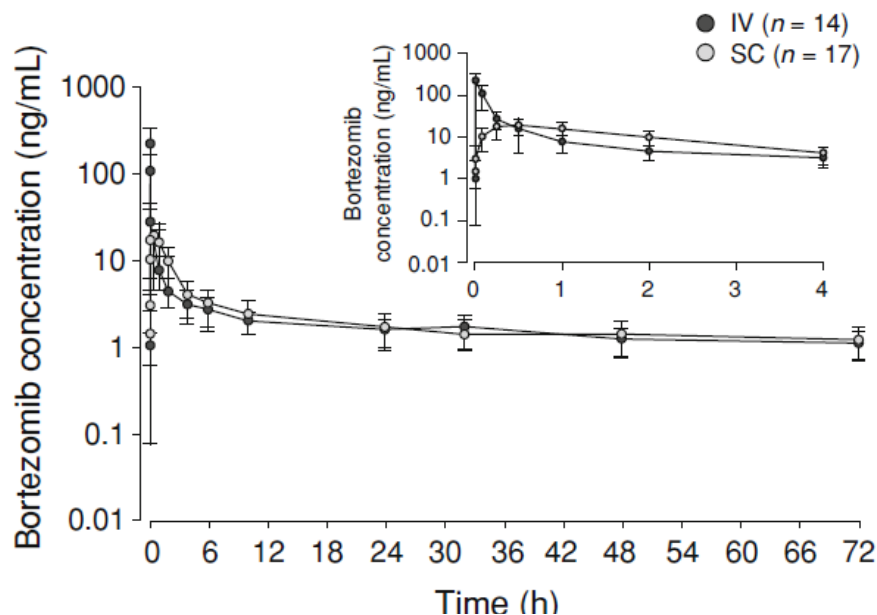 IV (n = 14)
SC (n = 17)
Bortezomib concentration (ng/mL)
1000
100
10
1
0.1
0.01
0 6 12 18 24 30 36 42 48 54 60 66 72
Time (h)
Bortezomib
concentration (ng/mL)
1000
100
10
1
0.1
0.01
0 1 2 3 4